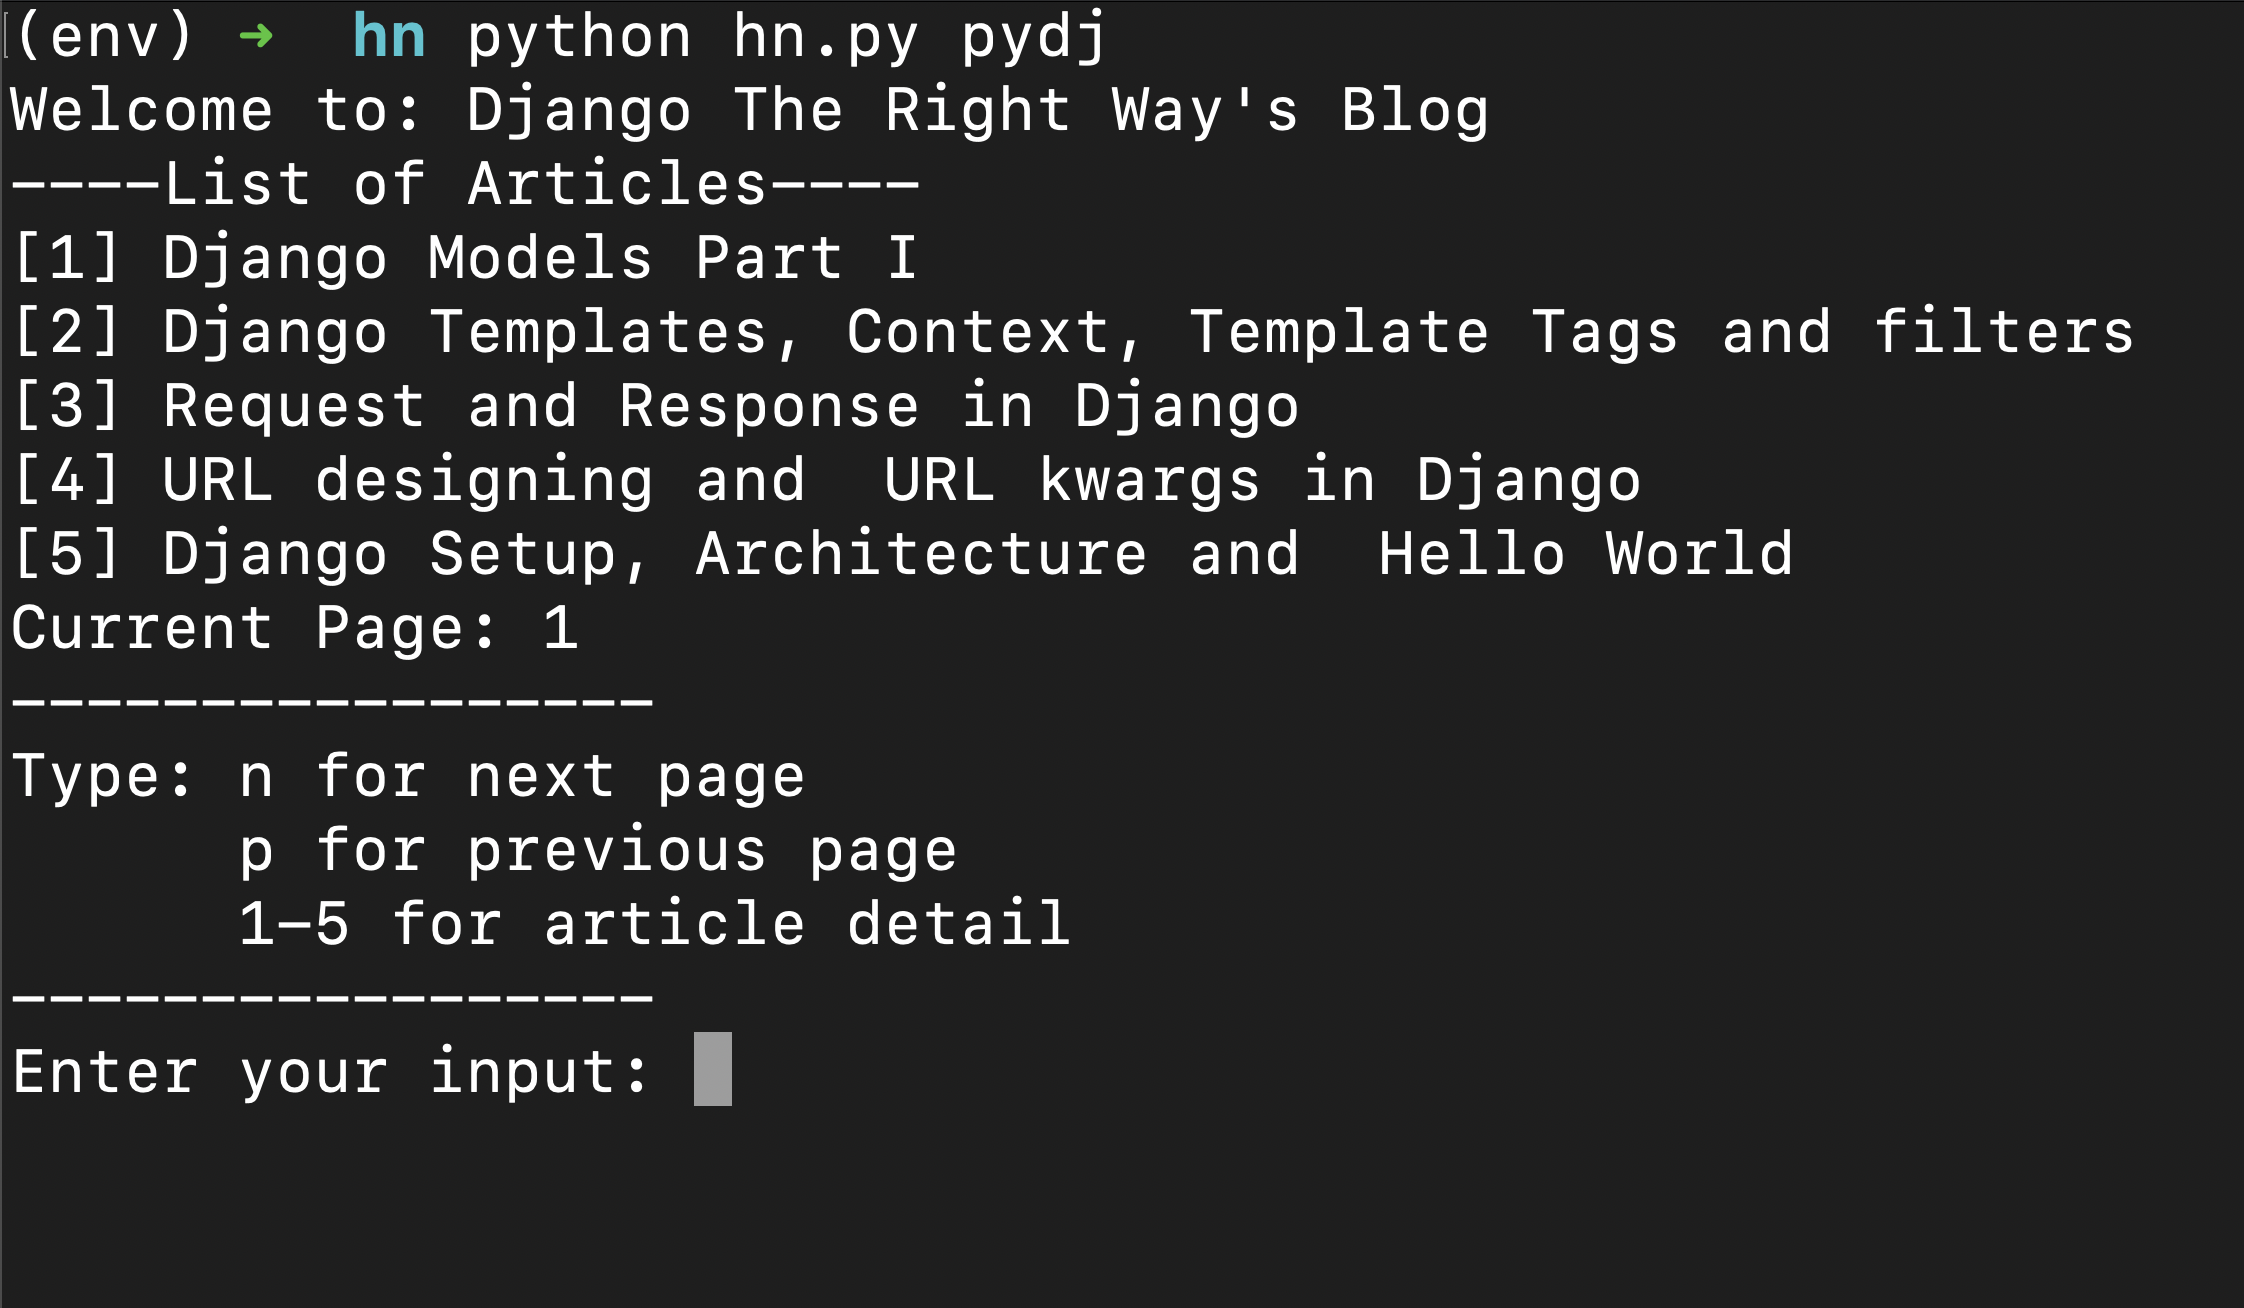 (env) ➜  hn python hn.py pydj
Welcome to: Django The Right Way's Blog
----List of Articles----
[1] Django Models Part I
[2] Django Templates, Context, Template Tags and filters
[3] Request and Response in Django
[4] URL designing and  URL kwargs in Django
[5] Django Setup, Architecture and  Hello World
Current Page: 1
-----------------
Type: n for next page
      p for previous page
      1-5 for article detail
-----------------
Enter your input: